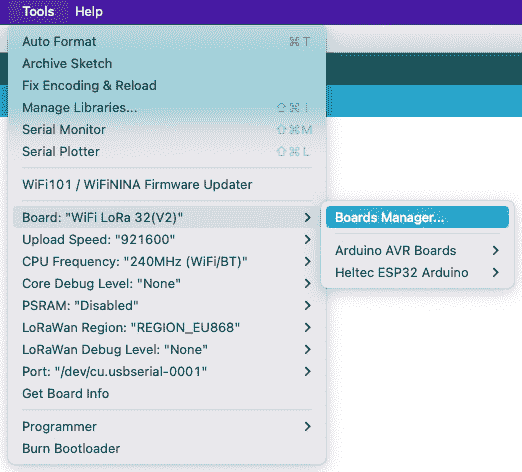 Tools Help
Auto Format ⌘T
Archive Sketch
Fix Encoding & Reload
Manage Libraries... ⇧⌘I
Serial Monitor ⇧⌘M
Serial Plotter ⇧⌘L
WiFi101 / WiFiNINA Firmware Updater
Board: "WiFi LoRa 32(V2)"
Boards Manager...
Arduino AVR Boards
Heltec ESP32 Arduino
Upload Speed: "921600"
CPU Frequency: "240MHz (WiFi/BT)"
Core Debug Level: "None"
PSRAM: "Disabled"
LoRaWan Region: "REGION_EU868"
LoRaWan Debug Level: "None"
Port: "/dev/cu.usbserial-0001"
Get Board Info
Programmer
Burn Bootloader